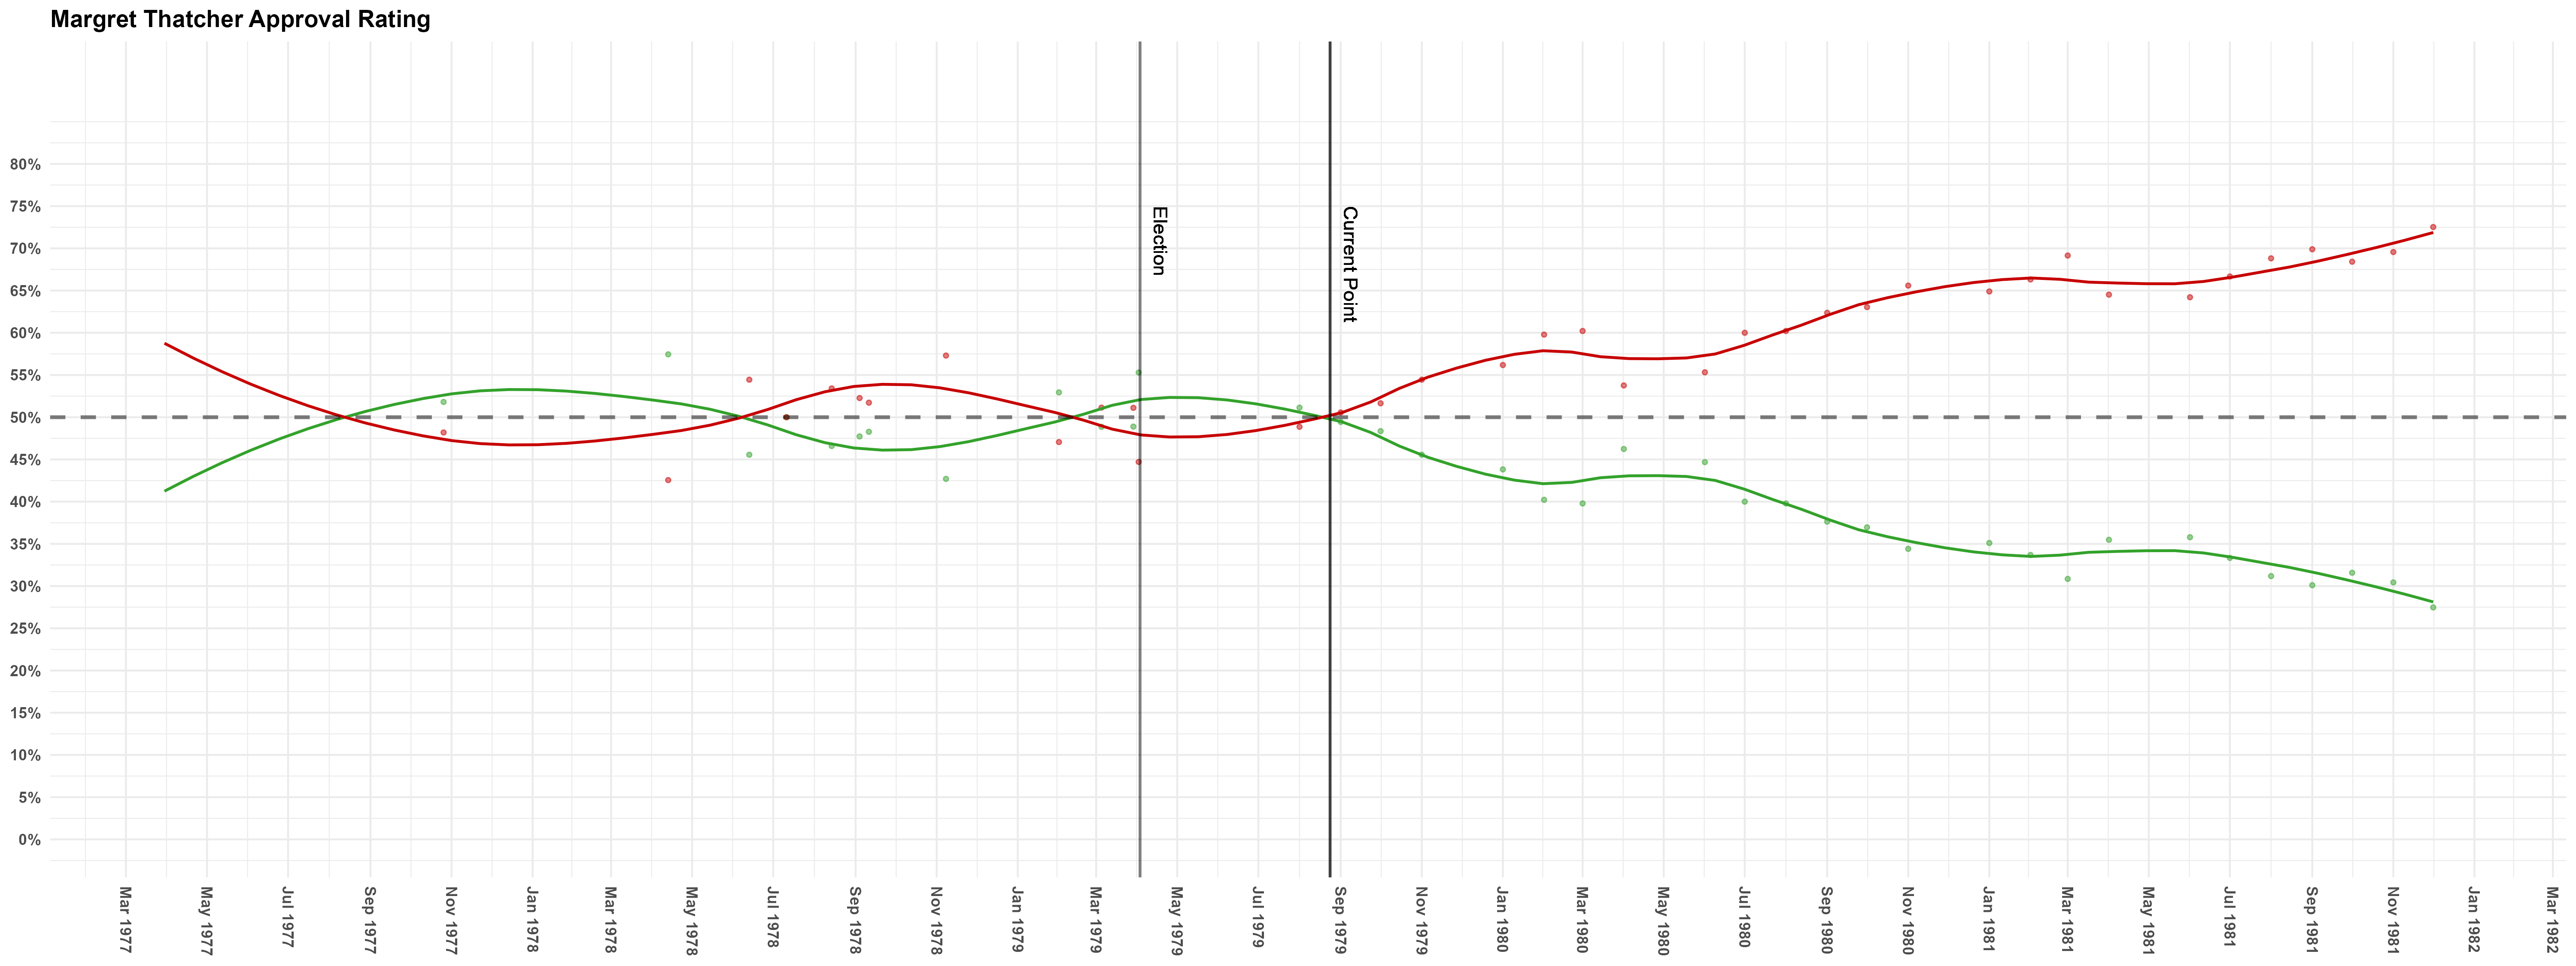 Margret Thatcher Approval Rating
Election
Current Point
80%
75%
70%
65%
60%
55%
50%
45%
40%
35%
30%
25%
20%
15%
10%
5%
0%
Mar 1977
May 1977
Jul 1977
Sep 1977
Nov 1977
Jan 1978
Mar 1978
May 1978
Jul 1978
Sep 1978
Nov 1978
Jan 1979
Mar 1979
May 1979
Jul 1979
Sep 1979
Nov 1979
Jan 1980
Mar 1980
May 1980
Jul 1980
Sep 1980
Nov 1980
Jan 1981
Mar 1981
May 1981
Jul 1981
Sep 1981
Nov 1981
Jan 1982
Mar 1982